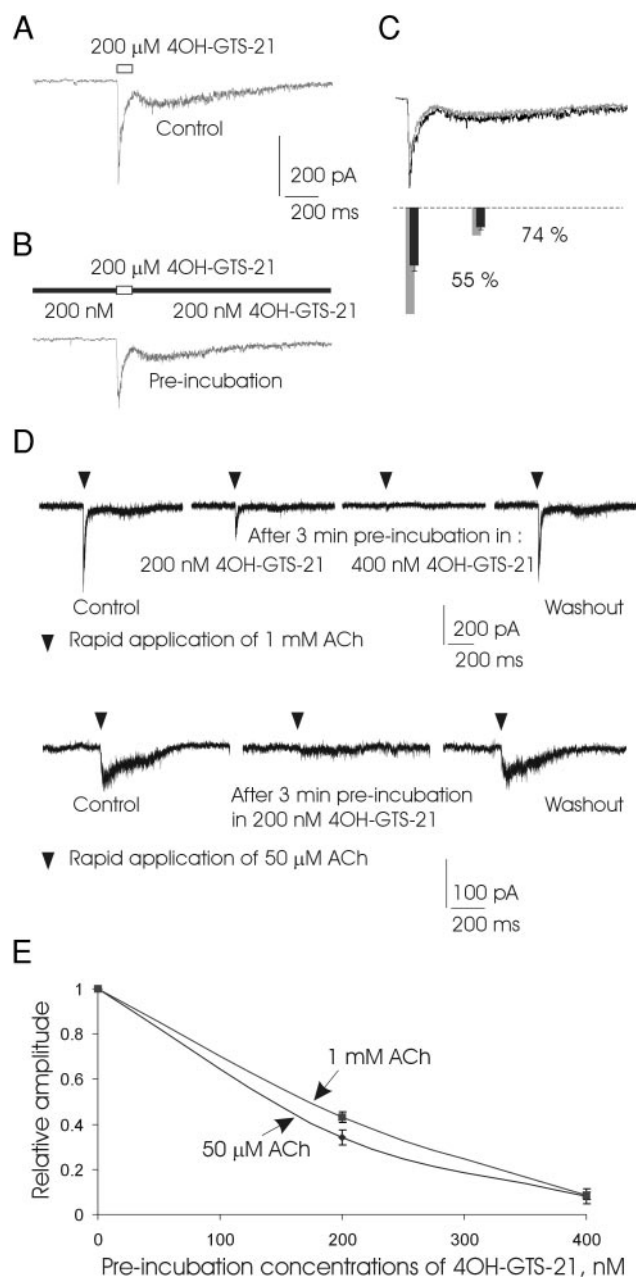 A
200 μM 4OH-GTS-21
Control
200 pA
200 ms
B
200 μM 4OH-GTS-21
200 nM
200 nM 4OH-GTS-21
Pre-incubation
C
74 %
55 %
D
After 3 min pre-incubation in :
200 nM 4OH-GTS-21
400 nM 4OH-GTS-21
Control
Washout
200 pA
200 ms
Rapid application of 1 mM ACh
Control
After 3 min pre-incubation
in 200 nM 4OH-GTS-21
Washout
Rapid application of 50 μM ACh
100 pA
200 ms
E
Relative amplitude
1
0.8
0.6
0.4
0.2
0
1 mM ACh
50 μM ACh
0
100
200
300
400
Pre-incubation concentrations of 4OH-GTS-21, nM